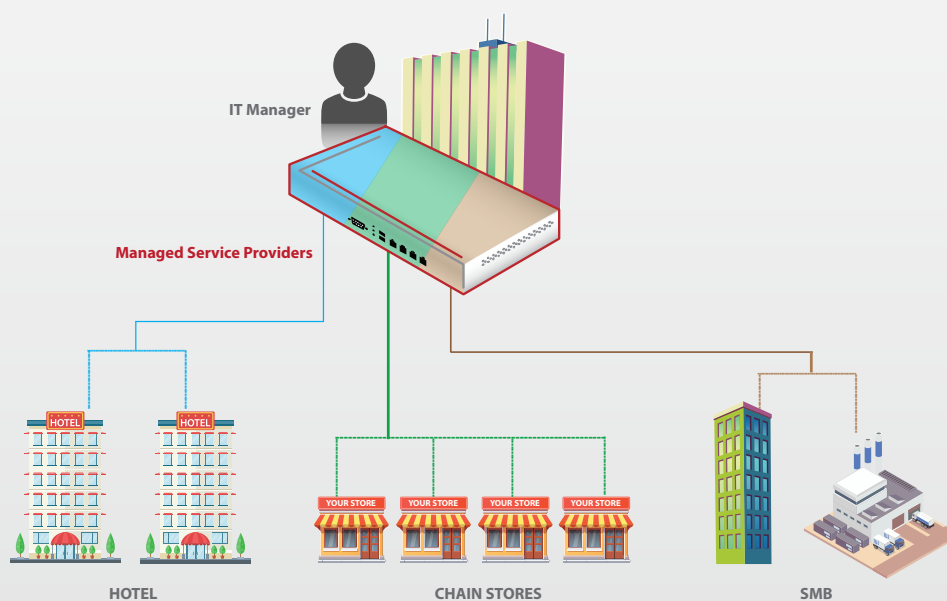 IT Manager
Managed Service Providers
HOTEL
HOTEL
YOUR STORE
YOUR STORE
YOUR STORE
YOUR STORE
HOTEL
CHAIN STORES
SMB